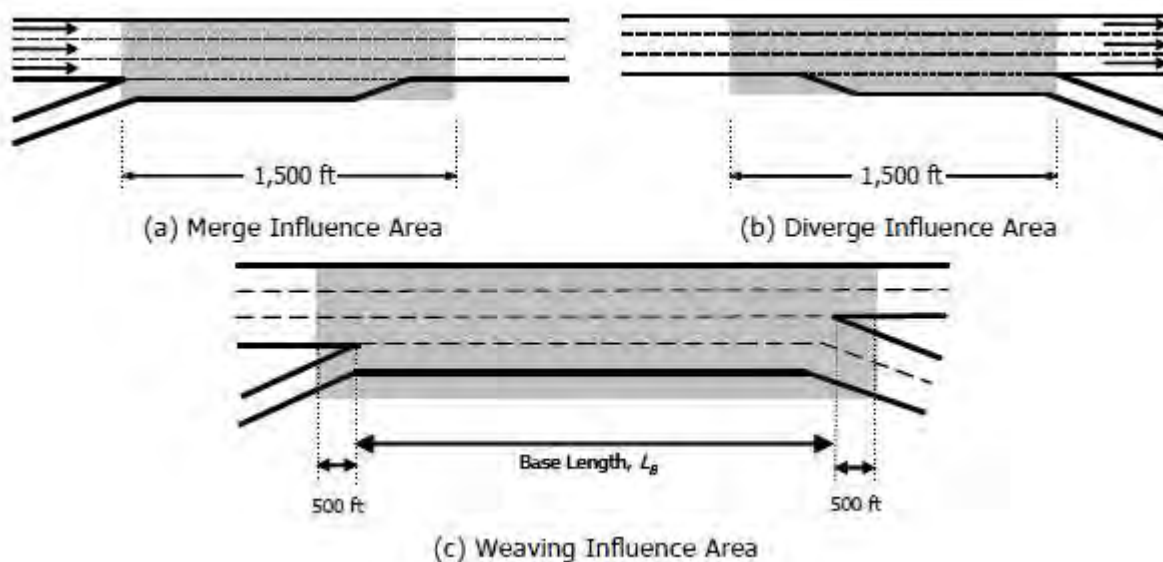 1,500 ft
1,500 ft
(a) Merge Influence Area
(b) Diverge Influence Area
Base Length, L_B
500 ft
500 ft
(c) Weaving Influence Area